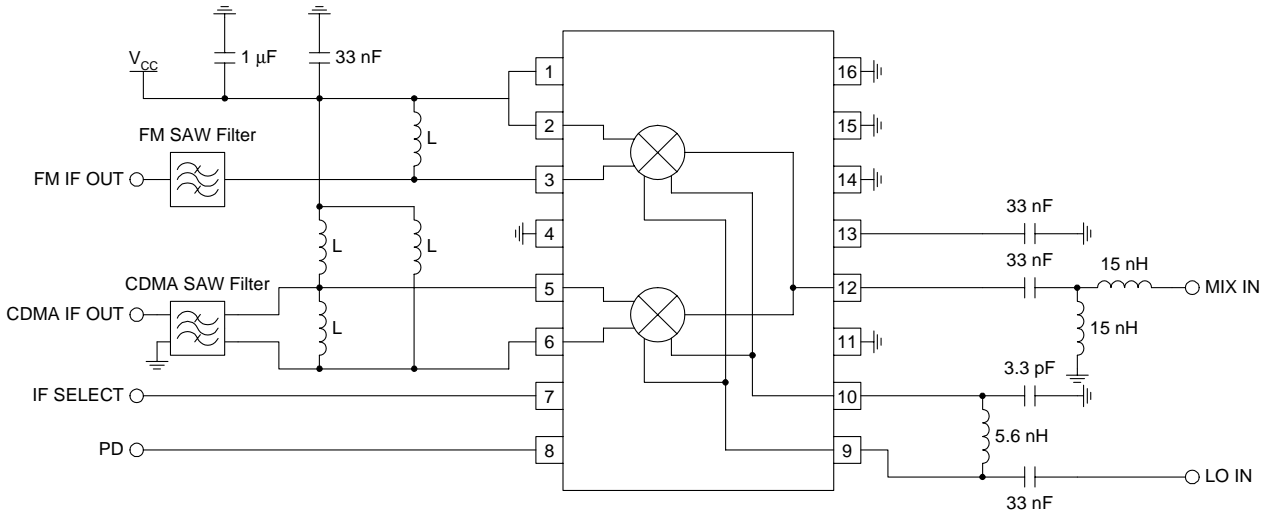 1 μF
33 nF
VCC
FM SAW Filter
L
FM IF OUT
L
L
CDMA SAW Filter
L
CDMA IF OUT
IF SELECT
PD
1
2
3
4
5
6
7
8
16
15
14
13
12
11
10
9
33 nF
33 nF
15 nH
MIX IN
15 nH
3.3 pF
5.6 nH
LO IN
33 nF